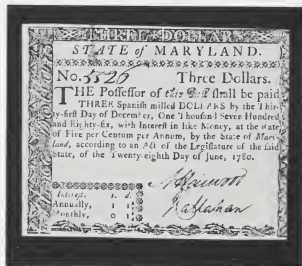 THREE DOLLARS.
STATE of MARYLAND.
No. 5526 Three Dollars.
THE Possessor of this Bill shall be paid
THREE Spanish milled DOLLARS by the Thir-
ty-first Day of December, One Thousand Seven Hundred
and Eighty-six, with Interest in like Money, at the Rate
of Five per Centum per Annum, by the State of Mary-
land, according to an Act of the Legislature of the said
State, of the Twenty-eighth Day of June, 1780.
Interest. s. d.
Annually, 1 1
Monthly, 0 1